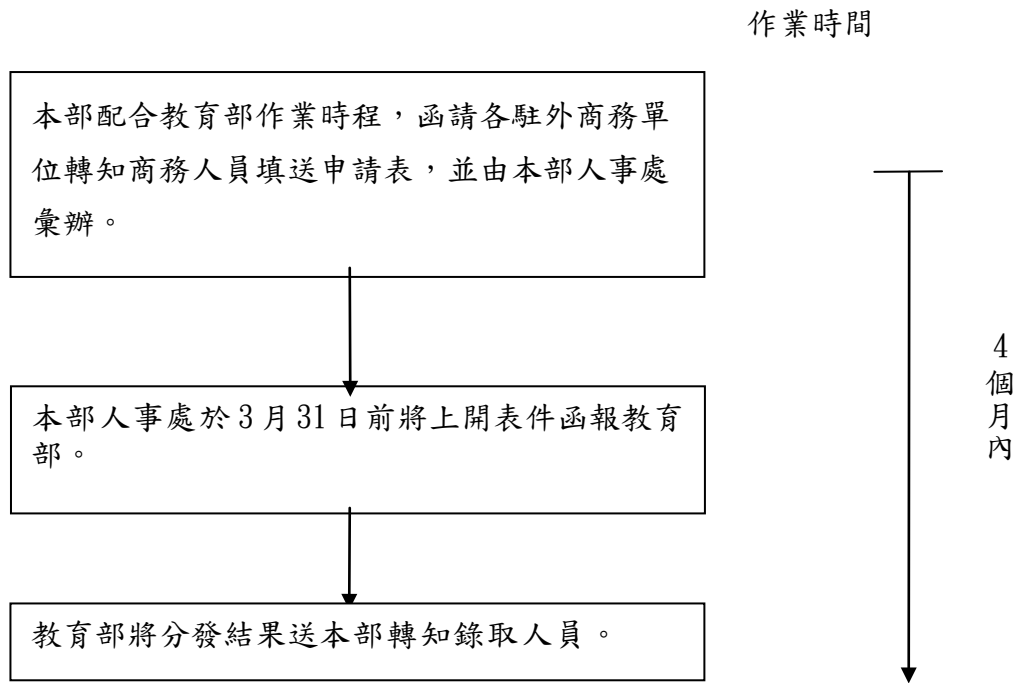 作業時間
本部配合教育部作業時程，函請各駐外商務單
位轉知商務人員填送申請表，並由本部人事處
彙辦。
本部人事處於3月31日前將上開表件函報教育
部。
教育部將分發結果送本部轉知錄取人員。
4個月內